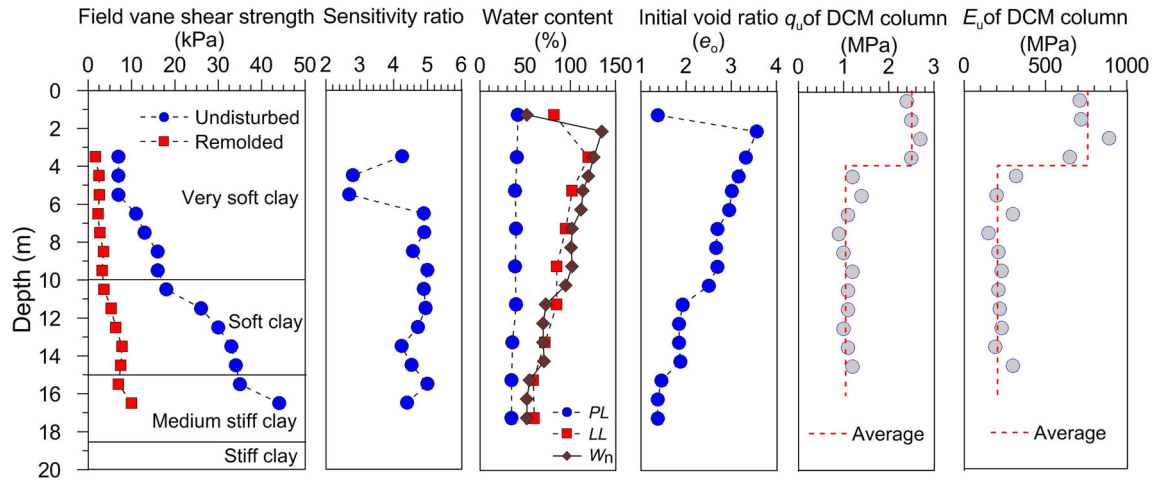 Field vane shear strength
(kPa)
0 10 20 30 40 50
Sensitivity ratio
2 3 4 5 6
Water content
(%)
0 50 100 150
Initial void ratio
(eo)
1 2 3 4
qu of DCM column
(MPa)
0 1 2 3
Eu of DCM column
(MPa)
0 500 1000
Depth (m)
0
2
4
6
8
10
12
14
16
18
20
Undisturbed
Remolded
Very soft clay
Soft clay
Medium stiff clay
Stiff clay
PL
LL
Wn
Average
Average